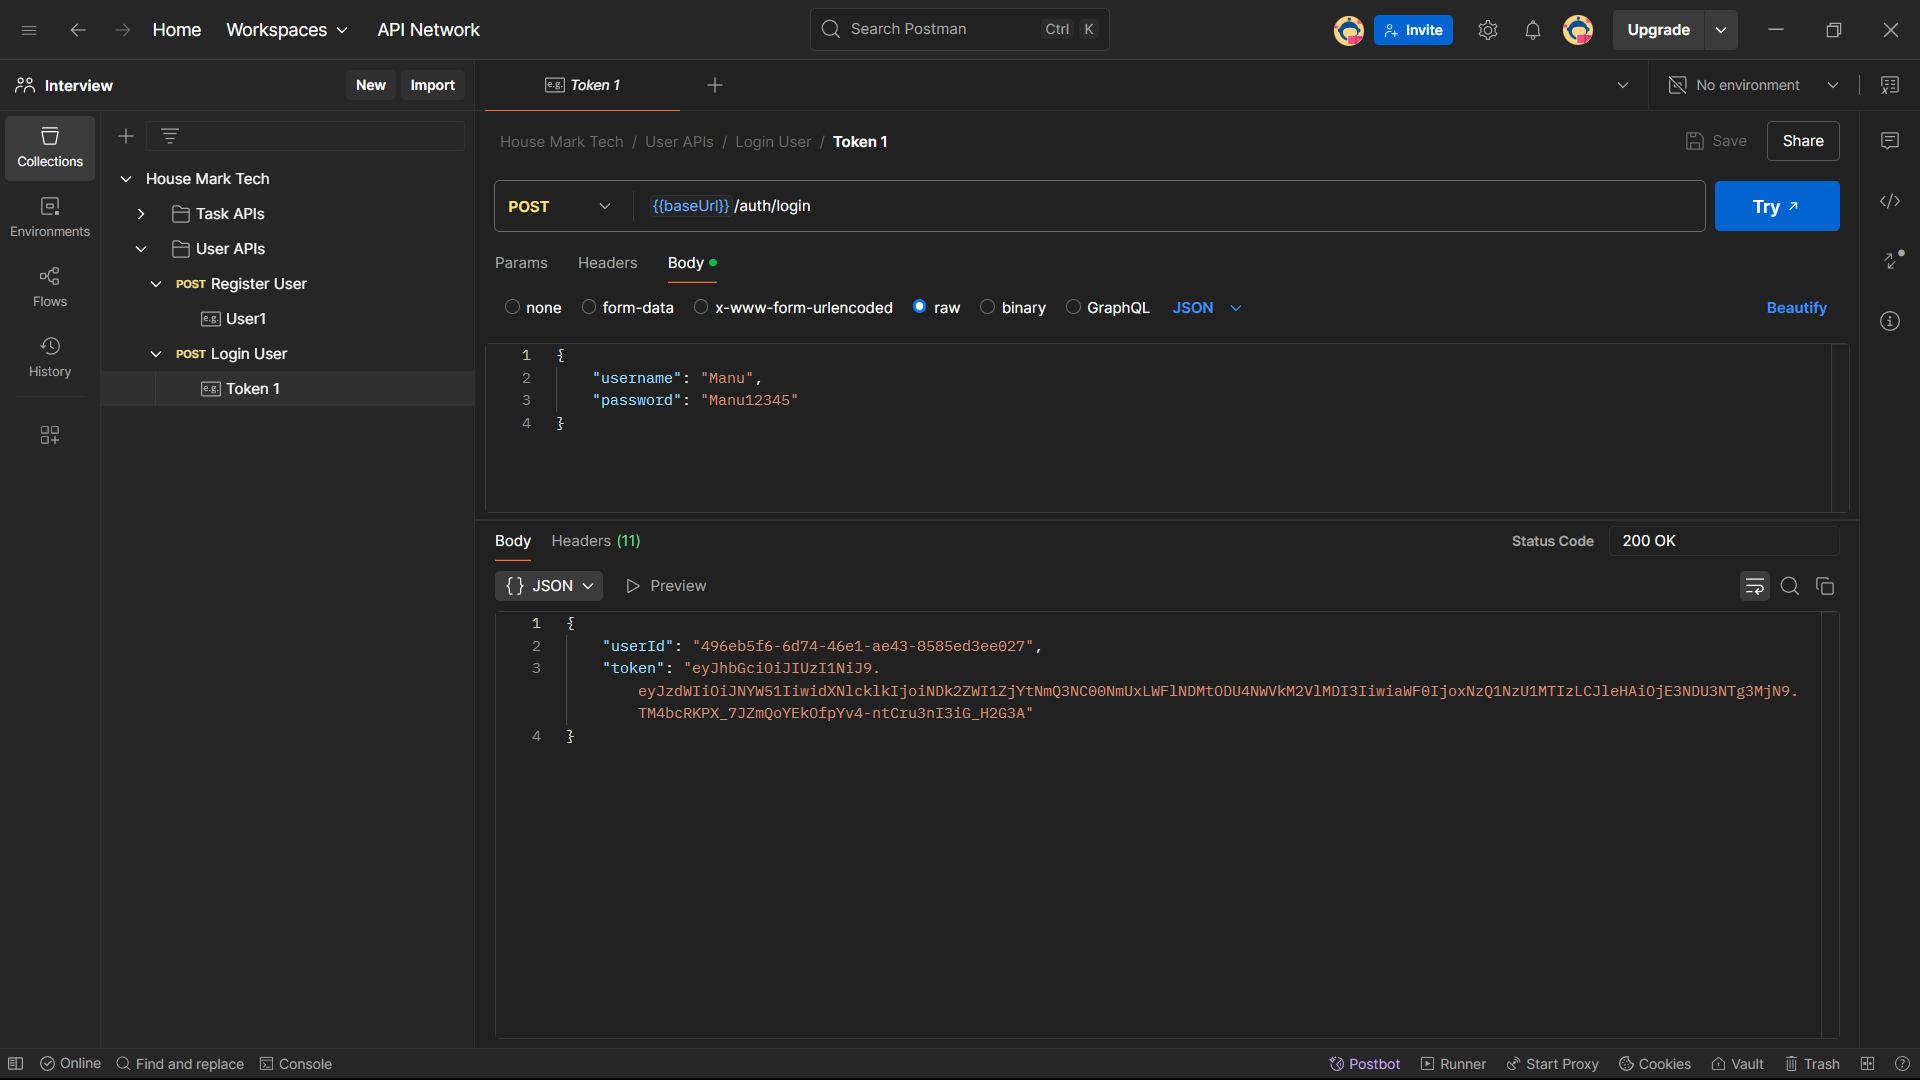 Home Workspaces API Network Search Postman Ctrl K Invite Upgrade
Interview New Import e.g. Token 1 No environment
Collections
Environments
Flows
History
House Mark Tech
Task APIs
User APIs
POST Register User
e.g. User1
POST Login User
e.g. Token 1
House Mark Tech / User APIs / Login User / Token 1 Save Share
POST {{baseUrl}} /auth/login Try
Params Headers Body
none form-data x-www-form-urlencoded raw binary GraphQL JSON Beautify
1 {
2 "username": "Manu",
3 "password": "Manu12345"
4 }
Body Headers (11) Status Code 200 OK
{} JSON Preview
1 {
2 "userId": "496eb5f6-6d74-46e1-ae43-8585ed3ee027",
3 "token": "eyJhbGciOiJIUzI1NiJ9.
eyJzdWIiOiJNYW51IiwidXNlcklkIjoiNDk2ZWI1ZjYtNmQ3NC00NmUxLWFlNDMtODU4NWVkM2VlMDI3IiwiaWF0IjoxNzQ1NzU1MTIzLCJleHAiOjE3NDU3NTg3MjN9.
TM4bcRKPX_7JZmQoYEkOfpYv4-ntCru3nI3iG_H2G3A"
4 }
Online Find and replace Console Postbot Runner Start Proxy Cookies Vault Trash